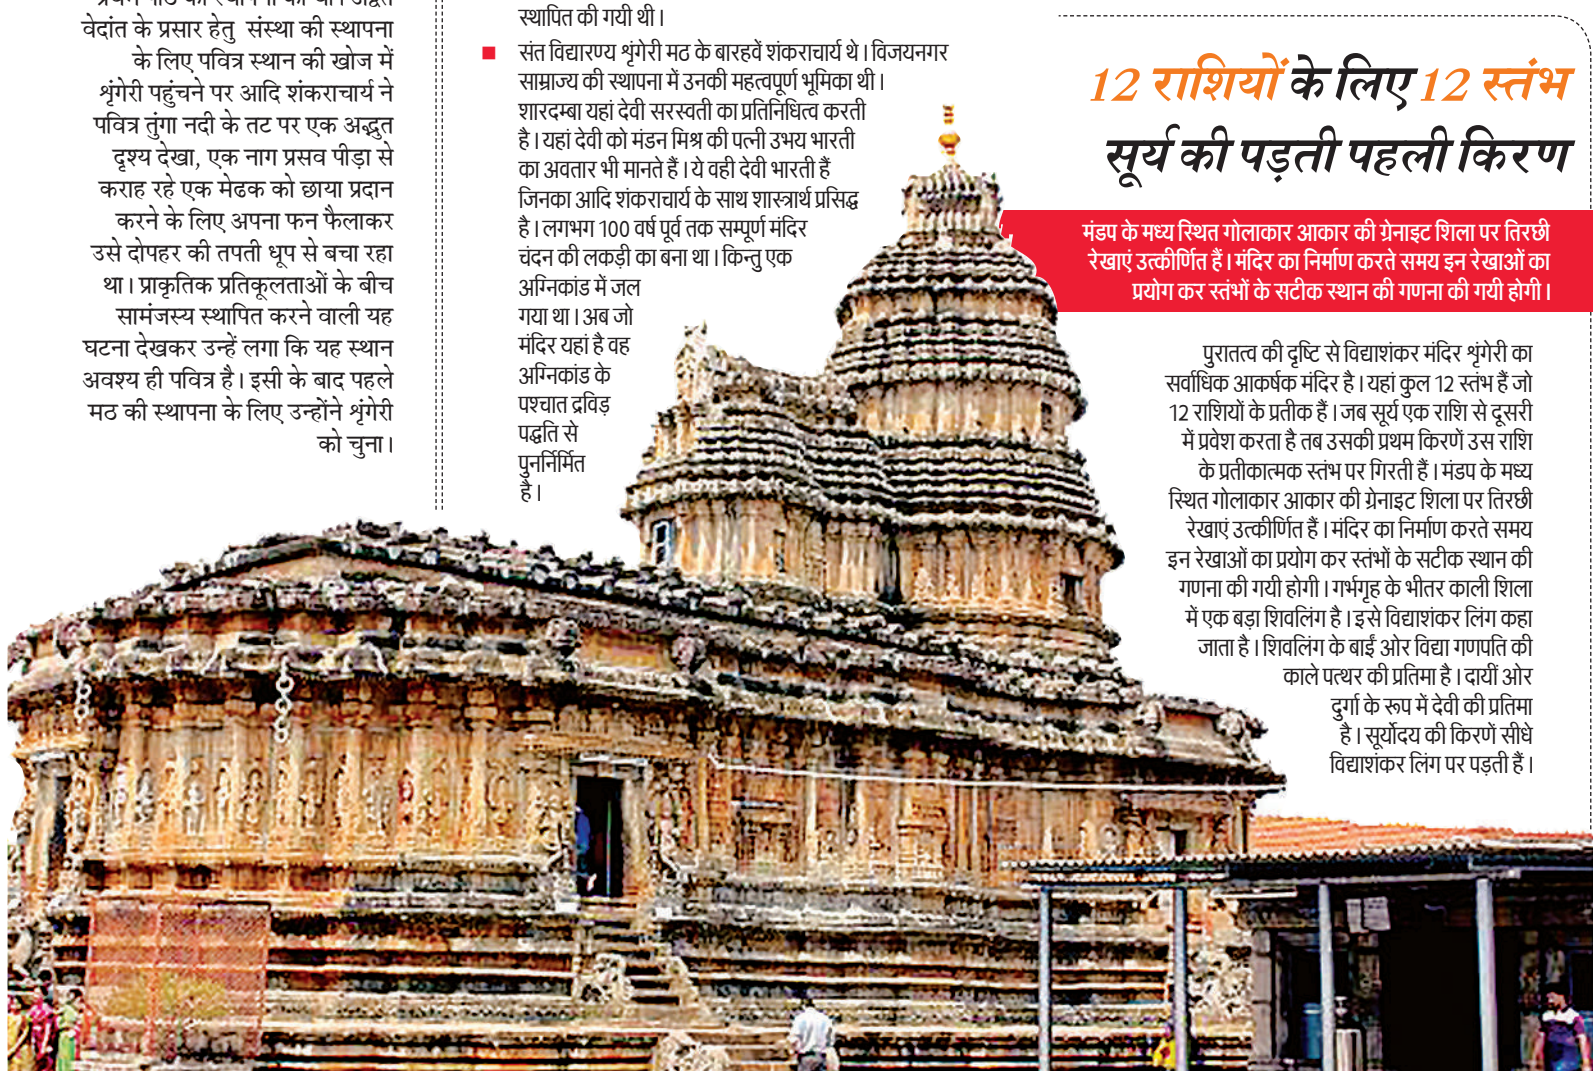 वेदांत के प्रसार हेतु संस्था की स्थापना
के लिए पवित्र स्थान की खोज में
शृंगेरी पहुंचने पर आदि शंकराचार्य ने
पवित्र तुंगा नदी के तट पर एक अद्भुत
दृश्य देखा, एक नाग प्रसव पीड़ा से
कराह रहे एक मेढक को छाया प्रदान
करने के लिए अपना फन फैलाकर
उसे दोपहर की तपती धूप से बचा रहा
था। प्राकृतिक प्रतिकूलताओं के बीच
सामंजस्य स्थापित करने वाली यह
घटना देखकर उन्हें लगा कि यह स्थान
अवश्य ही पवित्र है। इसी के बाद पहले
मठ की स्थापना के लिए उन्होंने शृंगेरी
को चुना।
स्थापित की गयी थी।
संत विद्यारण्य शृंगेरी मठ के बारहवें शंकराचार्य थे। विजयनगर
साम्राज्य की स्थापना में उनकी महत्वपूर्ण भूमिका थी।
शारदम्बा यहां देवी सरस्वती का प्रतिनिधित्व करती
है। यहां देवी को मंडन मिश्र की पत्नी उभय भारती
का अवतार भी मानते हैं। ये वही देवी भारती हैं
जिनका आदि शंकराचार्य के साथ शास्त्रार्थ प्रसिद्ध
है। लगभग 100 वर्ष पूर्व तक सम्पूर्ण मंदिर
चंदन की लकड़ी का बना था। किन्तु एक
अग्निकांड में जल
गया था। अब जो
मंदिर यहां है वह
अग्निकांड के
पश्चात द्रविड़
पद्धति से
पुनर्निर्मित
है।
12 राशियों के लिए 12 स्तंभ
सूर्य की पड़ती पहली किरण
मंडप के मध्य स्थित गोलाकार आकार की ग्रेनाइट शिला पर तिरछी
रेखाएं उत्कीर्णित हैं। मंदिर का निर्माण करते समय इन रेखाओं का
प्रयोग कर स्तंभों के सटीक स्थान की गणना की गयी होगी।
पुरातत्व की दृष्टि से विद्याशंकर मंदिर शृंगेरी का
सर्वाधिक आकर्षक मंदिर है। यहां कुल 12 स्तंभ हैं जो
12 राशियों के प्रतीक हैं। जब सूर्य एक राशि से दूसरी
में प्रवेश करता है तब उसकी प्रथम किरणें उस राशि
के प्रतीकात्मक स्तंभ पर गिरती हैं। मंडप के मध्य
स्थित गोलाकार आकार की ग्रेनाइट शिला पर तिरछी
रेखाएं उत्कीर्णित हैं। मंदिर का निर्माण करते समय
इन रेखाओं का प्रयोग कर स्तंभों के सटीक स्थान की
गणना की गयी होगी। गर्भगृह के भीतर काली शिला
में एक बड़ा शिवलिंग है। इसे विद्याशंकर लिंग कहा
जाता है। शिवलिंग के बाईं ओर विद्या गणपति की
काले पत्थर की प्रतिमा है। दायीं ओर
दुर्गा के रूप में देवी की प्रतिमा
है। सूर्योदय की किरणें सीधे
विद्याशंकर लिंग पर पड़ती हैं।